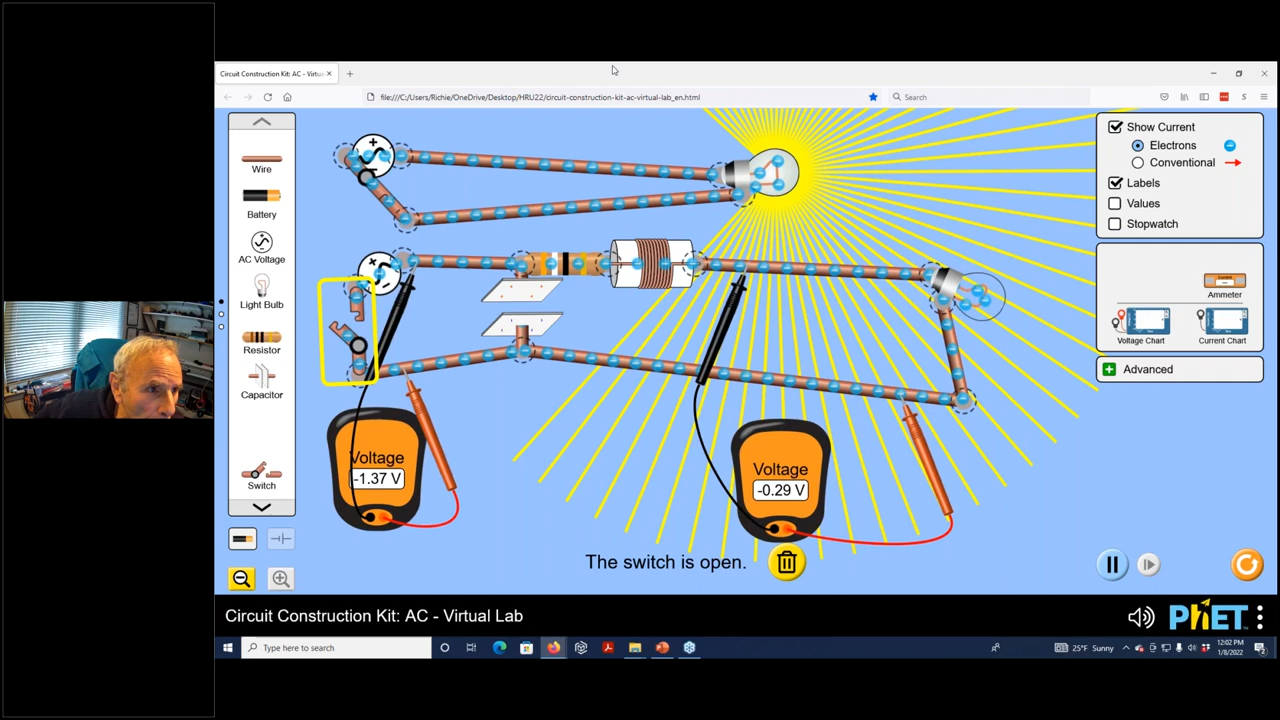 Circuit Construction Kit: AC - Virtu
file:///C:/Users/Richie/OneDrive/Desktop/HRU22/circuit-construction-kit-ac-virtual-lab_en.html
Search
Wire
Battery
AC Voltage
Light Bulb
Resistor
Capacitor
Switch
Show Current
Electrons
Conventional
Labels
Values
Stopwatch
Ammeter
Voltage Chart
Current Chart
Advanced
Voltage
-1.37 V
Voltage
-0.29 V
The switch is open.
Circuit Construction Kit: AC - Virtual Lab
PhET
Type here to search
25°F Sunny
12:02 PM
1/8/2022